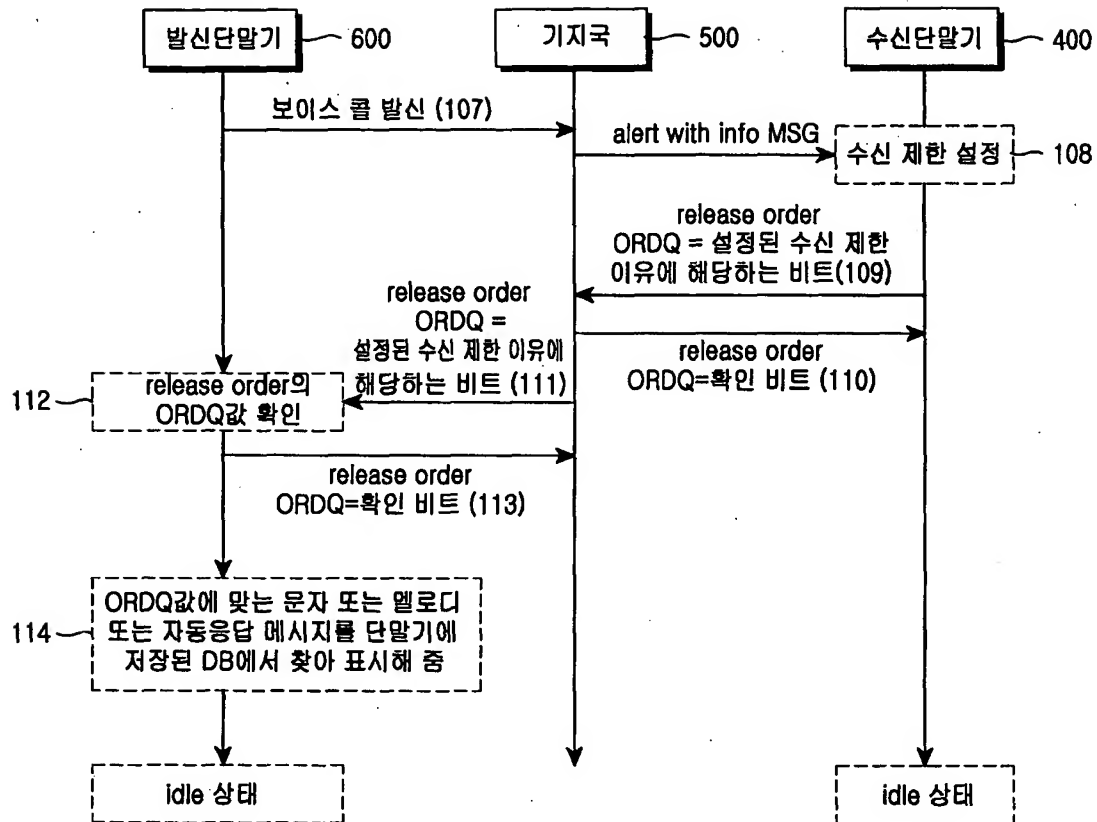 발신단말기 600
기지국 500
수신단말기 400
보이스 콜 발신 (107)
alert with info MSG
수신 제한 설정 108
release order
ORDQ = 설정된 수신 제한
이유에 해당하는 비트(109)
release order
ORDQ =
설정된 수신 제한 이유에
해당하는 비트 (111)
release order
ORDQ=확인 비트 (110)
112
release order의
ORDQ값 확인
release order
ORDQ=확인 비트 (113)
114
ORDQ값에 맞는 문자 또는 멜로디
또는 자동응답 메시지를 단말기에
저장된 DB에서 찾아 표시해 줌
idle 상태
idle 상태